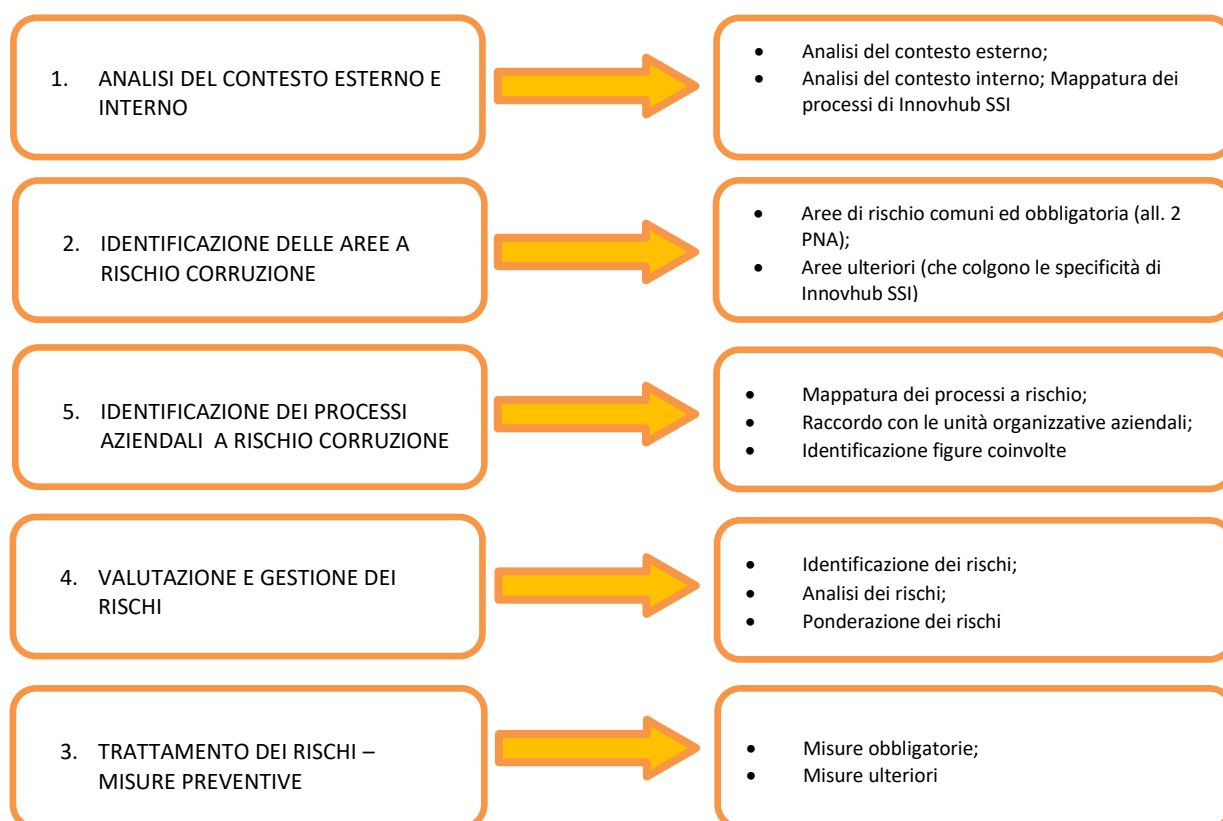 1. ANALISI DEL CONTESTO ESTERNO E
INTERNO
• Analisi del contesto esterno;
• Analisi del contesto interno; Mappatura dei
processi di Innovhub SSI
2. IDENTIFICAZIONE DELLE AREE A
RISCHIO CORRUZIONE
• Aree di rischio comuni ed obbligatoria (all. 2
PNA);
• Aree ulteriori (che colgono le specificità di
Innovhub SSI)
5. IDENTIFICAZIONE DEI PROCESSI
AZIENDALI A RISCHIO CORRUZIONE
• Mappatura dei processi a rischio;
• Raccordo con le unità organizzative aziendali;
• Identificazione figure coinvolte
4. VALUTAZIONE E GESTIONE DEI
RISCHI
• Identificazione dei rischi;
• Analisi dei rischi;
• Ponderazione dei rischi
3. TRATTAMENTO DEI RISCHI –
MISURE PREVENTIVE
• Misure obbligatorie;
• Misure ulteriori